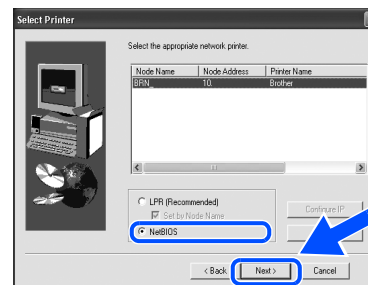 Select Printer
Select the appropriate network printer.
Node Name Node Address Printer Name
BRN_ 10. Brother
LPR (Recommended)
Set by Node Name
Configure IP
NetBIOS
< Back Next > Cancel